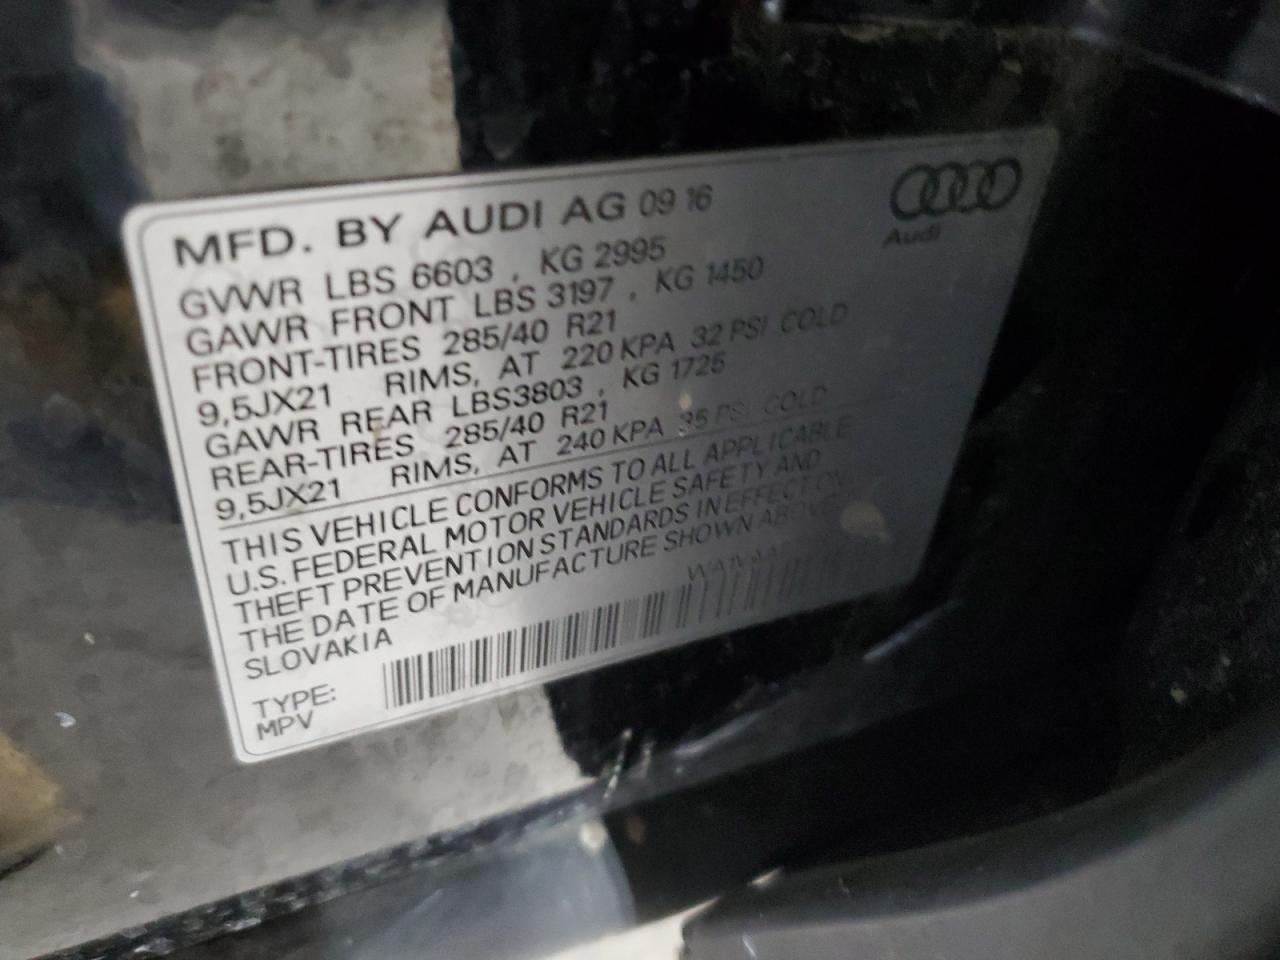 MFD. BY AUDI AG 09 16
Audi
GVWR LBS 6603 , KG 2995
GAWR FRONT LBS 3197 , KG 1450
FRONT-TIRES 285/40 R21
9,5JX21 RIMS, AT 220 KPA 32 PSI COLD
GAWR REAR LBS3803 , KG 1725
REAR-TIRES 285/40 R21
9,5JX21 RIMS, AT 240 KPA 35 PSI COLD
THIS VEHICLE CONFORMS TO ALL APPLICABLE
U.S. FEDERAL MOTOR VEHICLE SAFETY AND
THEFT PREVENTION STANDARDS IN EFFECT ON
THE DATE OF MANUFACTURE SHOWN ABOVE
SLOVAKIA
TYPE:
MPV